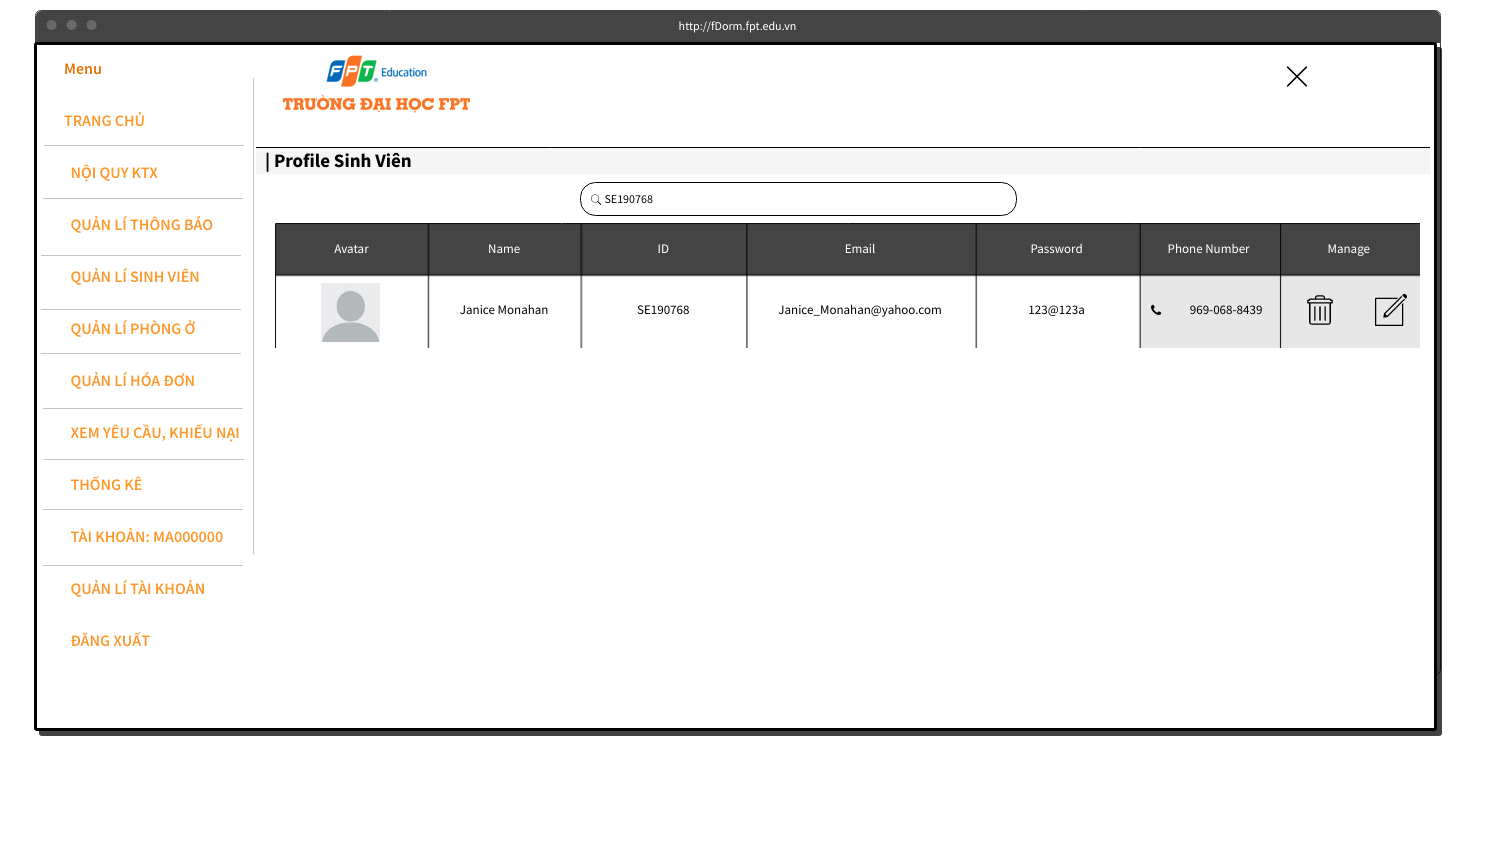 http://fDorm.fpt.edu.vn
Menu
TRANG CHỦ
NỘI QUY KTX
QUẢN LÍ THÔNG BÁO
QUẢN LÍ SINH VIÊN
QUẢN LÍ PHÒNG Ở
QUẢN LÍ HÓA ĐƠN
XEM YÊU CẦU, KHIẾU NẠI
THỐNG KÊ
TÀI KHOẢN: MA000000
QUẢN LÍ TÀI KHOẢN
ĐĂNG XUẤT
FPT Education
TRƯỜNG ĐẠI HỌC FPT
| Profile Sinh Viên
SE190768
Avatar Name ID Email Password Phone Number Manage
Janice Monahan SE190768 Janice_Monahan@yahoo.com 123@123a 969-068-8439